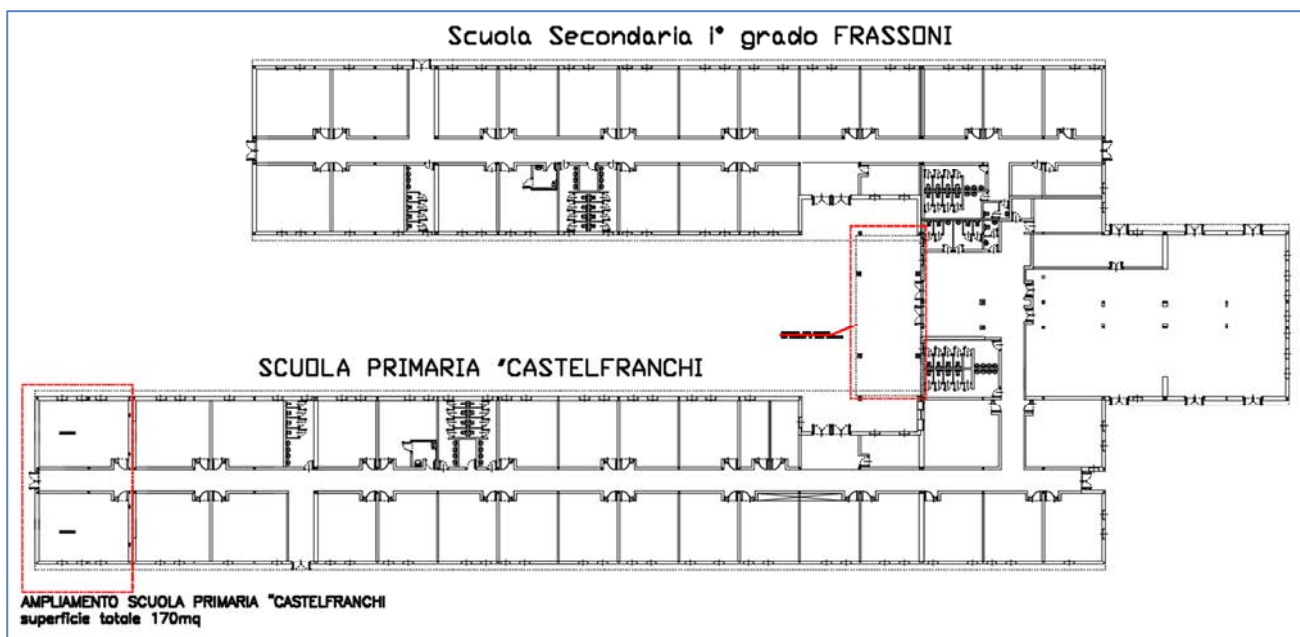 Scuola Secondaria i° grado FRASSONI
SCUOLA PRIMARIA "CASTELFRANCHI
AMPLIAMENTO SCUOLA PRIMARIA "CASTELFRANCHI
superficie totale 170mq